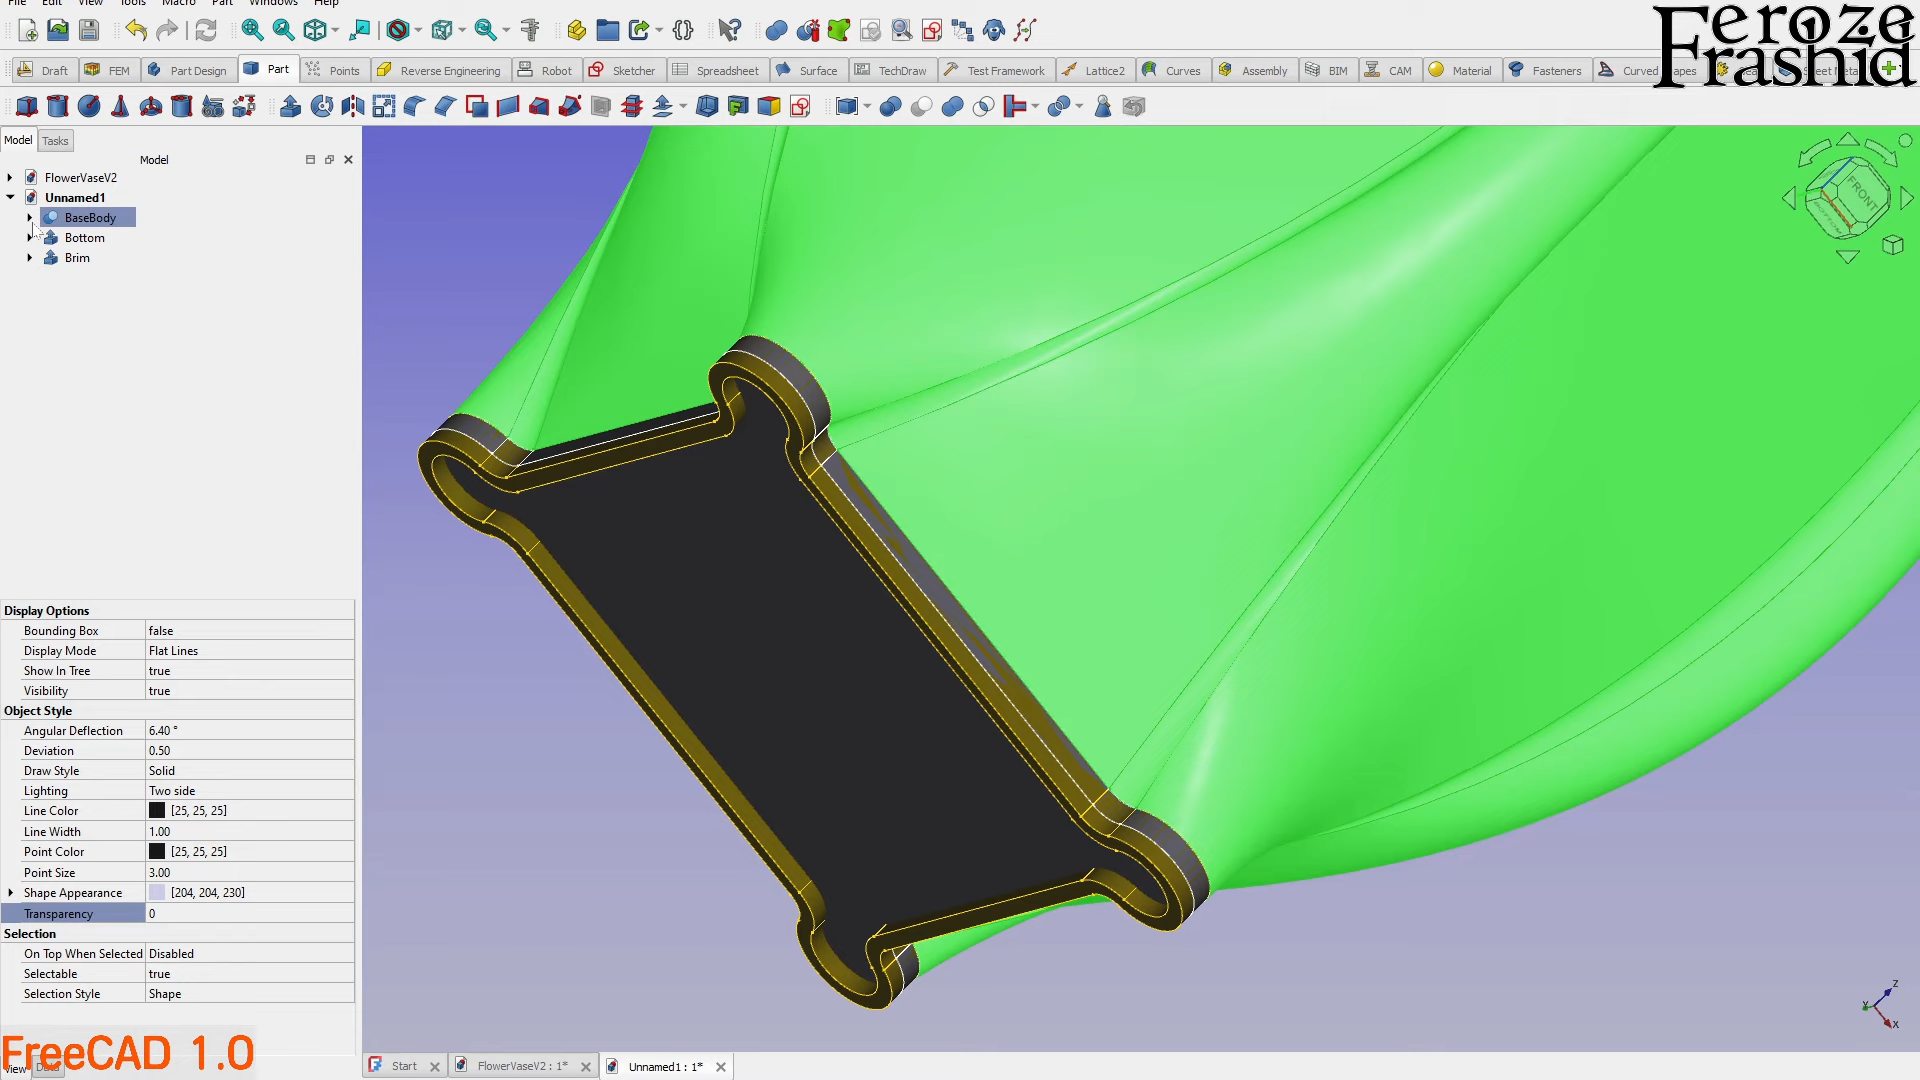 File Edit View Tools Macro Part Windows Help
Feroze
Frashid
Draft FEM Part Design Part Points Reverse Engineering Robot Sketcher Spreadsheet Surface TechDraw Test Framework Lattice2 Curves Assembly BIM CAM Material Fasteners Curved Shapes
Model Tasks
Model
FlowerVaseV2
Unnamed1
BaseBody
Bottom
Brim
FRONT
BOTTOM
Display Options
Bounding Box false
Display Mode Flat Lines
Show In Tree true
Visibility true
Object Style
Angular Deflection 6.40 °
Deviation 0.50
Draw Style Solid
Lighting Two side
Line Color [25, 25, 25]
Line Width 1.00
Point Color [25, 25, 25]
Point Size 3.00
Shape Appearance [204, 204, 230]
Transparency 0
Selection
On Top When Selected Disabled
Selectable true
Selection Style Shape
Z
Y
X
FreeCAD 1.0
View Data
Start FlowerVaseV2 : 1* Unnamed1 : 1*